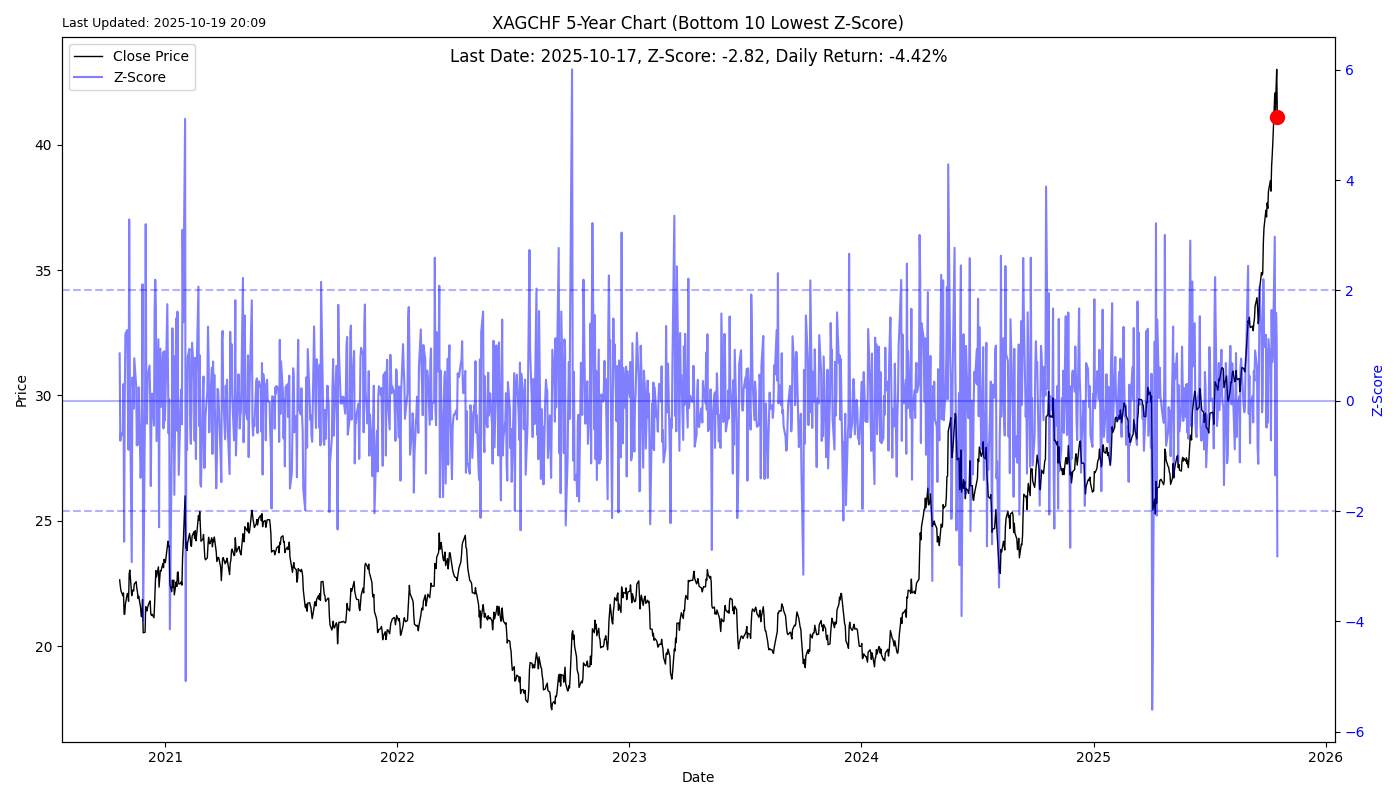 Last Updated: 2025-10-19 20:09
XAGCHF 5-Year Chart (Bottom 10 Lowest Z-Score)
Last Date: 2025-10-17, Z-Score: -2.82, Daily Return: -4.42%
Close Price
Z-Score
Price
40
35
30
25
20
6
4
2
0
−2
−4
−6
Z-Score
2021
2022
2023
2024
2025
2026
Date